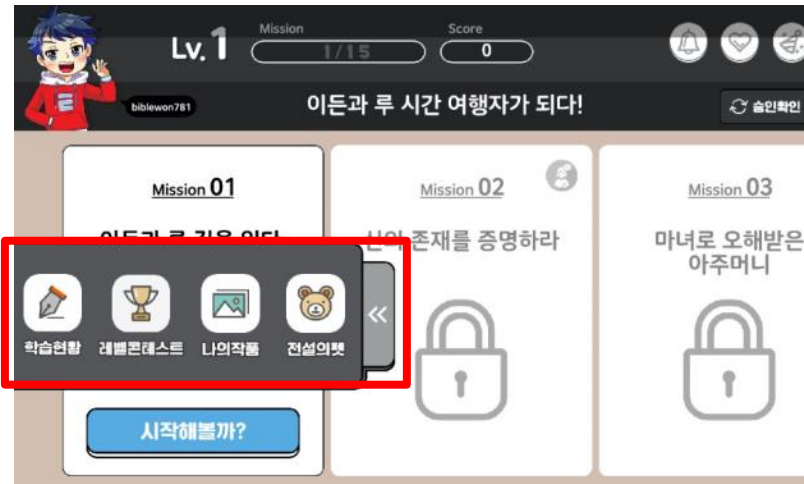 Lv. 1
Mission
1/15
Score
0
biblewon781
이든과 루 시간 여행자가 되다!
승인확인
Mission 01
Mission 02
존재를 증명하라
Mission 03
마녀로 오해받은
아주머니
학습현황
레벨콘테스트
나의작품
전설의펫
시작해볼까?